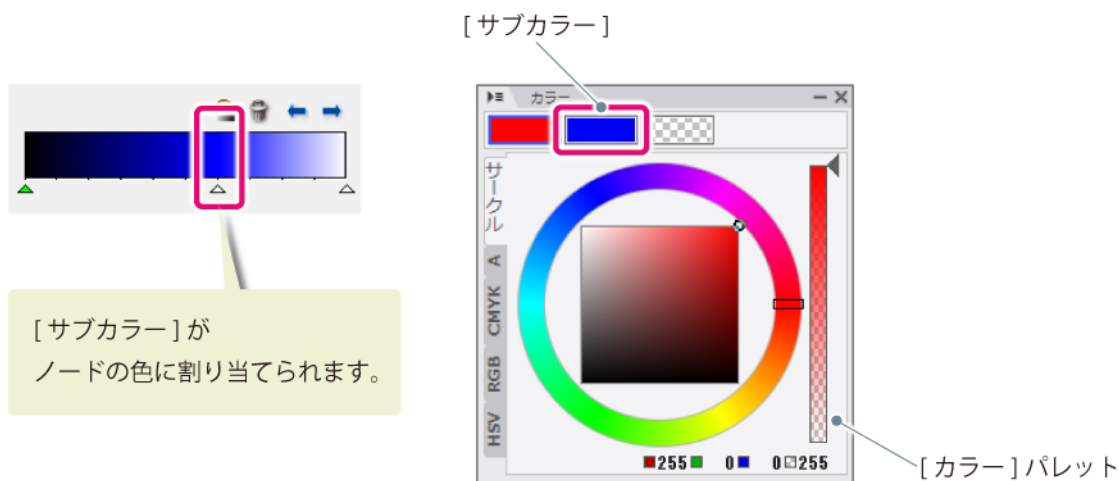 [ サブカラー ]
カラー
サークル
A
CMYK
RGB
HSV
255 0 0 255
[ サブカラー ] が
ノードの色に割り当てられます。
[ カラー ] パレット